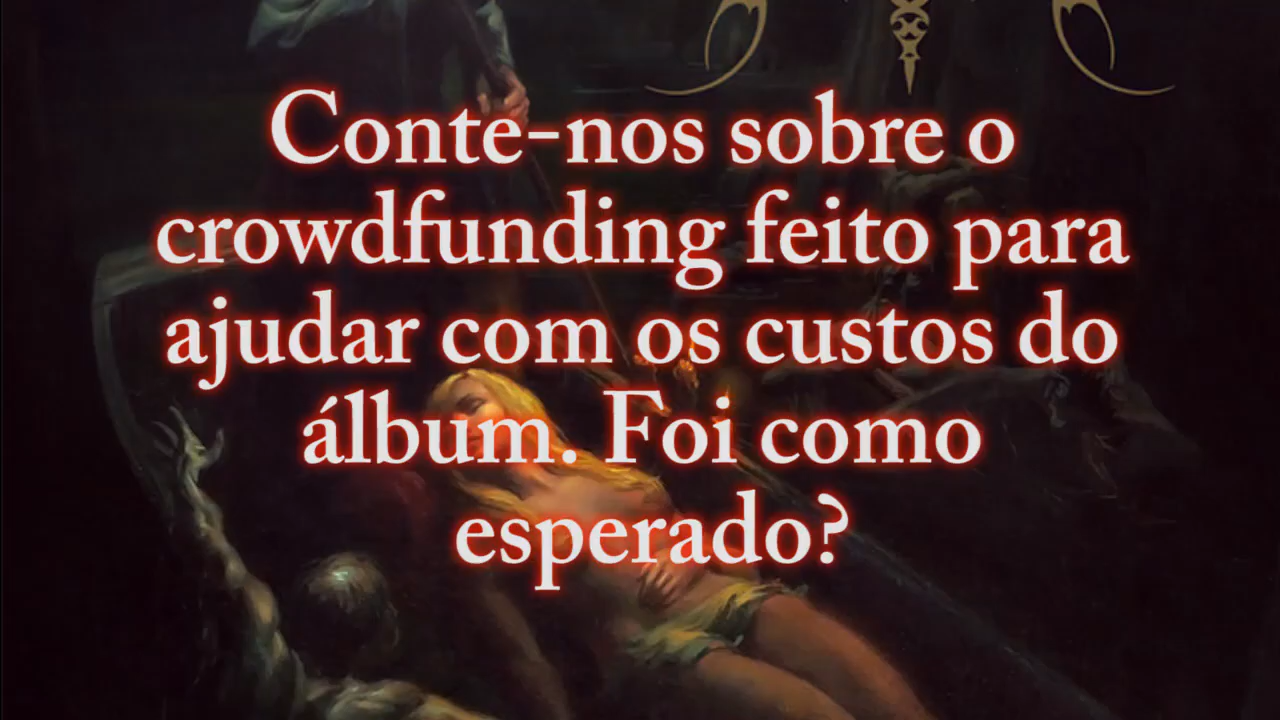 Conte-nos sobre o
crowdfunding feito para
ajudar com os custos do
álbum. Foi como
esperado?